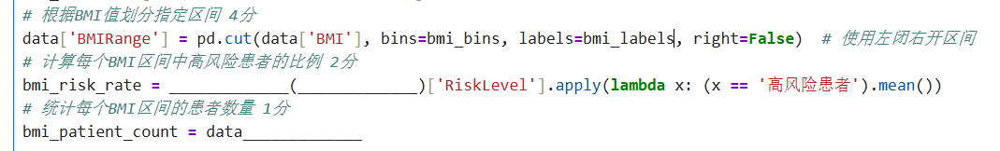 # 根据BMI值划分指定区间 4分
data['BMIRange'] = pd.cut(data['BMI'], bins=bmi_bins, labels=bmi_labels, right=False)  # 使用左闭右开区间
# 计算每个BMI区间中高风险患者的比例 2分
bmi_risk_rate = _____________(_____________)['RiskLevel'].apply(lambda x: (x == '高风险患者').mean())
# 统计每个BMI区间的患者数量 1分
bmi_patient_count = data_____________